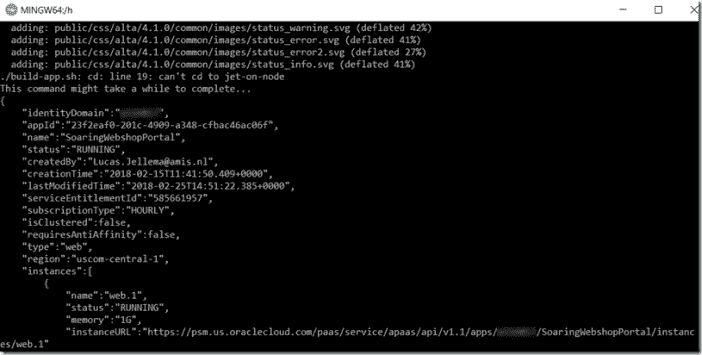 MINGW64:/h
adding: public/css/alta/4.1.0/common/images/status_warning.svg (deflated 42%)
adding: public/css/alta/4.1.0/common/images/status_error.svg (deflated 41%)
adding: public/css/alta/4.1.0/common/images/status_error2.svg (deflated 27%)
adding: public/css/alta/4.1.0/common/images/status_info.svg (deflated 41%)
./build-app.sh: cd: line 19: can't cd to jet-on-node
This command might take a while to complete...
{
"identityDomain":" ",
"appId":"23f2eaf0-201c-4909-a348-cfbac46ac06f",
"name":"SoaringWebshopPortal",
"status":"RUNNING",
"createdBy":"Lucas.Jellema@amis.nl",
"creationTime":"2018-02-15T11:41:50.409+0000",
"lastModifiedTime":"2018-02-25T14:51:22.385+0000",
"serviceEntitlementId":"585661957",
"subscriptionType":"HOURLY",
"isClustered":false,
"requiresAntiAffinity":false,
"type":"web",
"region":"uscom-central-1",
"instances":[
{
"name":"web.1",
"status":"RUNNING",
"memory":"1G",
"instanceURL":"https://psm.us.oraclecloud.com/paas/service/apaas/api/v1.1/apps/ /SoaringWebshopPortal/instanc
es/web.1"